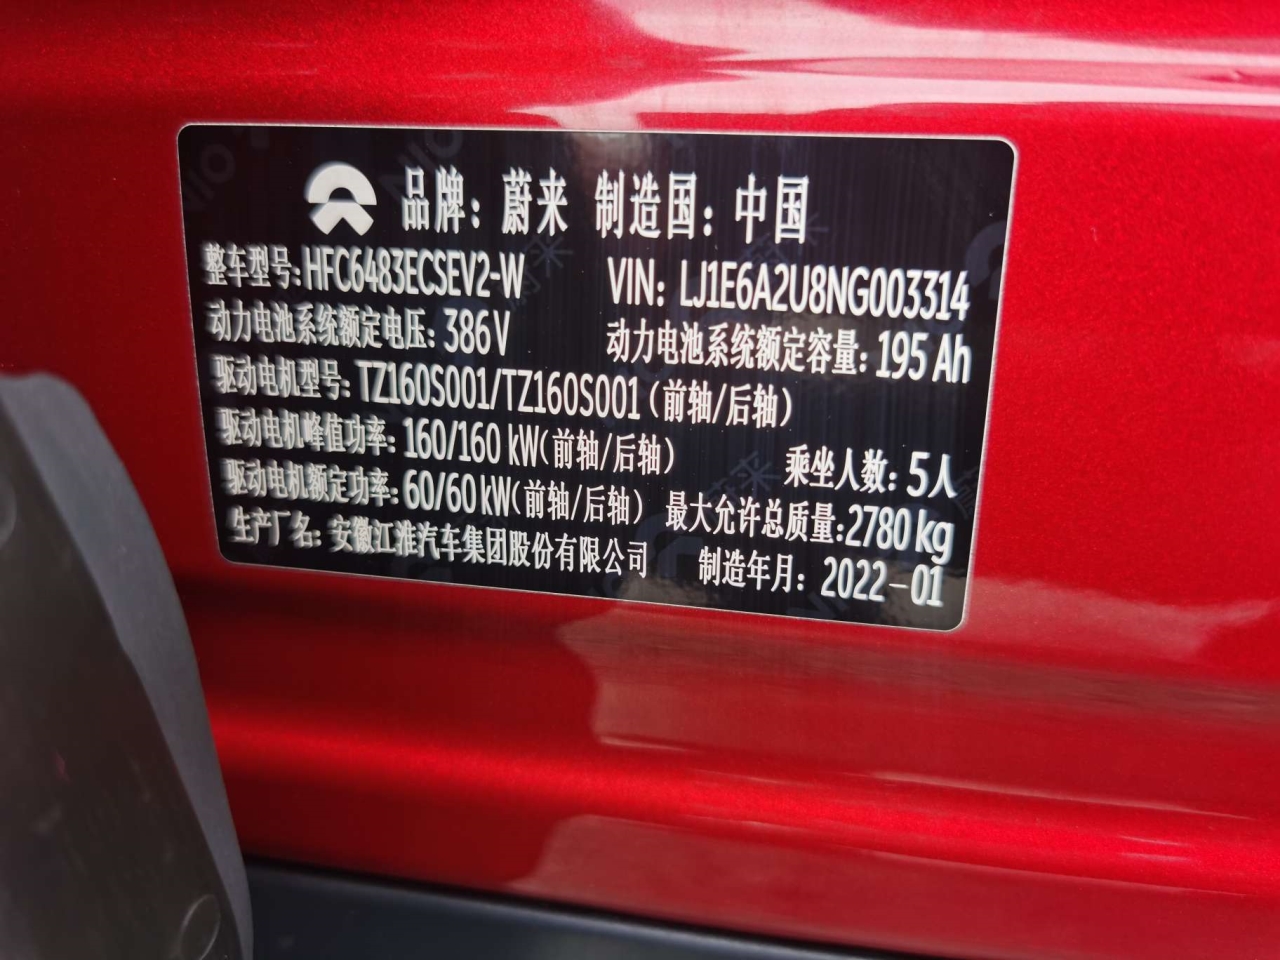 品牌：蔚来 制造国：中国
整车型号：HFC6483ECSEV2-W VIN：LJ1E6A2U8NG003314
动力电池系统额定电压：386V 动力电池系统额定容量：195 Ah
驱动电机型号：TZ160S001/TZ160S001（前轴/后轴）
驱动电机峰值功率：160/160 kW（前轴/后轴） 乘坐人数：5人
驱动电机额定功率：60/60 kW（前轴/后轴） 最大允许总质量：2780 kg
生产厂名：安徽江淮汽车集团股份有限公司 制造年月：2022-01